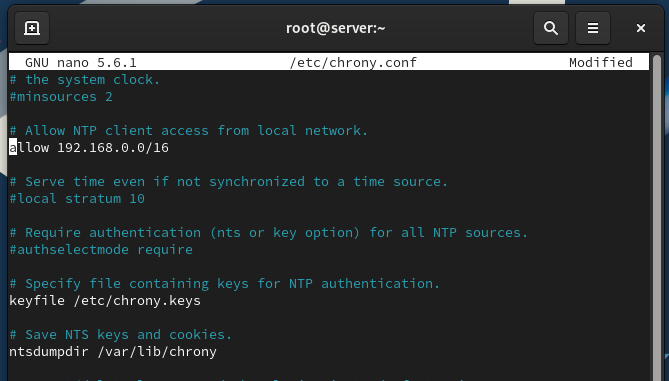 root@server:~
GNU nano 5.6.1 /etc/chrony.conf Modified
# the system clock.
#minsources 2
# Allow NTP client access from local network.
allow 192.168.0.0/16
# Serve time even if not synchronized to a time source.
#local stratum 10
# Require authentication (nts or key option) for all NTP sources.
#authselectmode require
# Specify file containing keys for NTP authentication.
keyfile /etc/chrony.keys
# Save NTS keys and cookies.
ntsdumpdir /var/lib/chrony